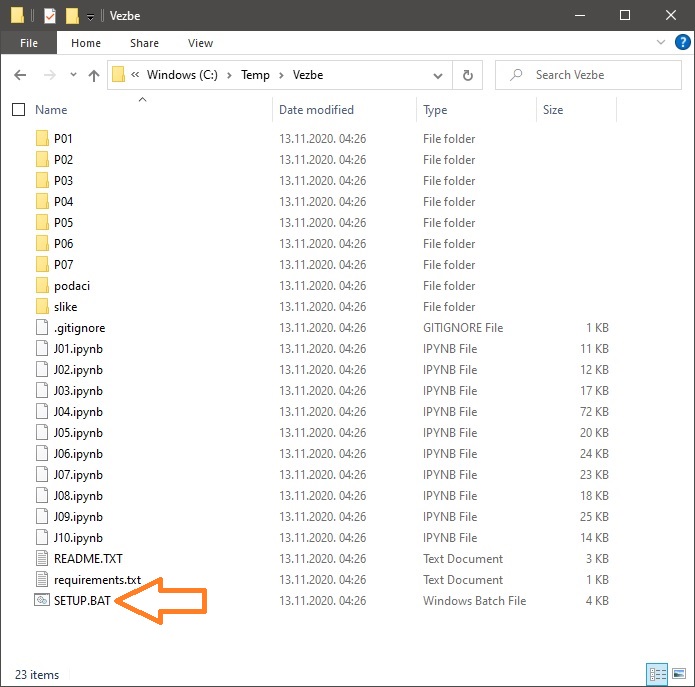 Vezbe
File Home Share View
« Windows (C:) › Temp › Vezbe Search Vezbe
Name Date modified Type Size
P01 13.11.2020. 04:26 File folder
P02 13.11.2020. 04:26 File folder
P03 13.11.2020. 04:26 File folder
P04 13.11.2020. 04:26 File folder
P05 13.11.2020. 04:26 File folder
P06 13.11.2020. 04:26 File folder
P07 13.11.2020. 04:26 File folder
podaci 13.11.2020. 04:26 File folder
slike 13.11.2020. 04:26 File folder
.gitignore 13.11.2020. 04:26 GITIGNORE File 1 KB
J01.ipynb 13.11.2020. 04:26 IPYNB File 11 KB
J02.ipynb 13.11.2020. 04:26 IPYNB File 12 KB
J03.ipynb 13.11.2020. 04:26 IPYNB File 17 KB
J04.ipynb 13.11.2020. 04:26 IPYNB File 72 KB
J05.ipynb 13.11.2020. 04:26 IPYNB File 20 KB
J06.ipynb 13.11.2020. 04:26 IPYNB File 24 KB
J07.ipynb 13.11.2020. 04:26 IPYNB File 23 KB
J08.ipynb 13.11.2020. 04:26 IPYNB File 18 KB
J09.ipynb 13.11.2020. 04:26 IPYNB File 25 KB
J10.ipynb 13.11.2020. 04:26 IPYNB File 14 KB
README.TXT 13.11.2020. 04:26 Text Document 3 KB
requirements.txt 13.11.2020. 04:26 Text Document 1 KB
SETUP.BAT 13.11.2020. 04:26 Windows Batch File 4 KB
23 items